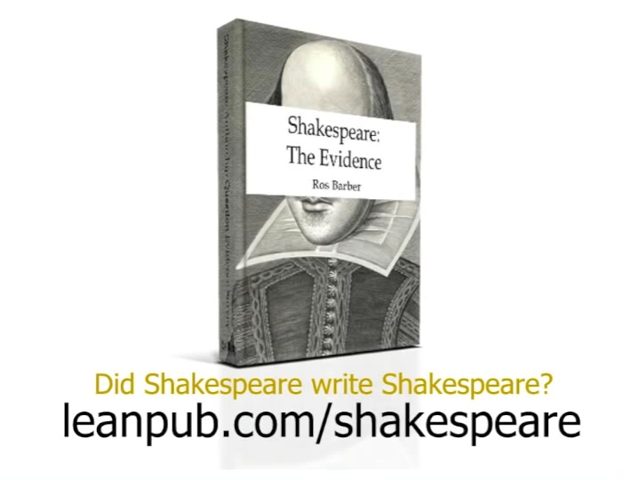 Shakespeare:
The Evidence
Ros Barber
Did Shakespeare write Shakespeare?
leanpub.com/shakespeare